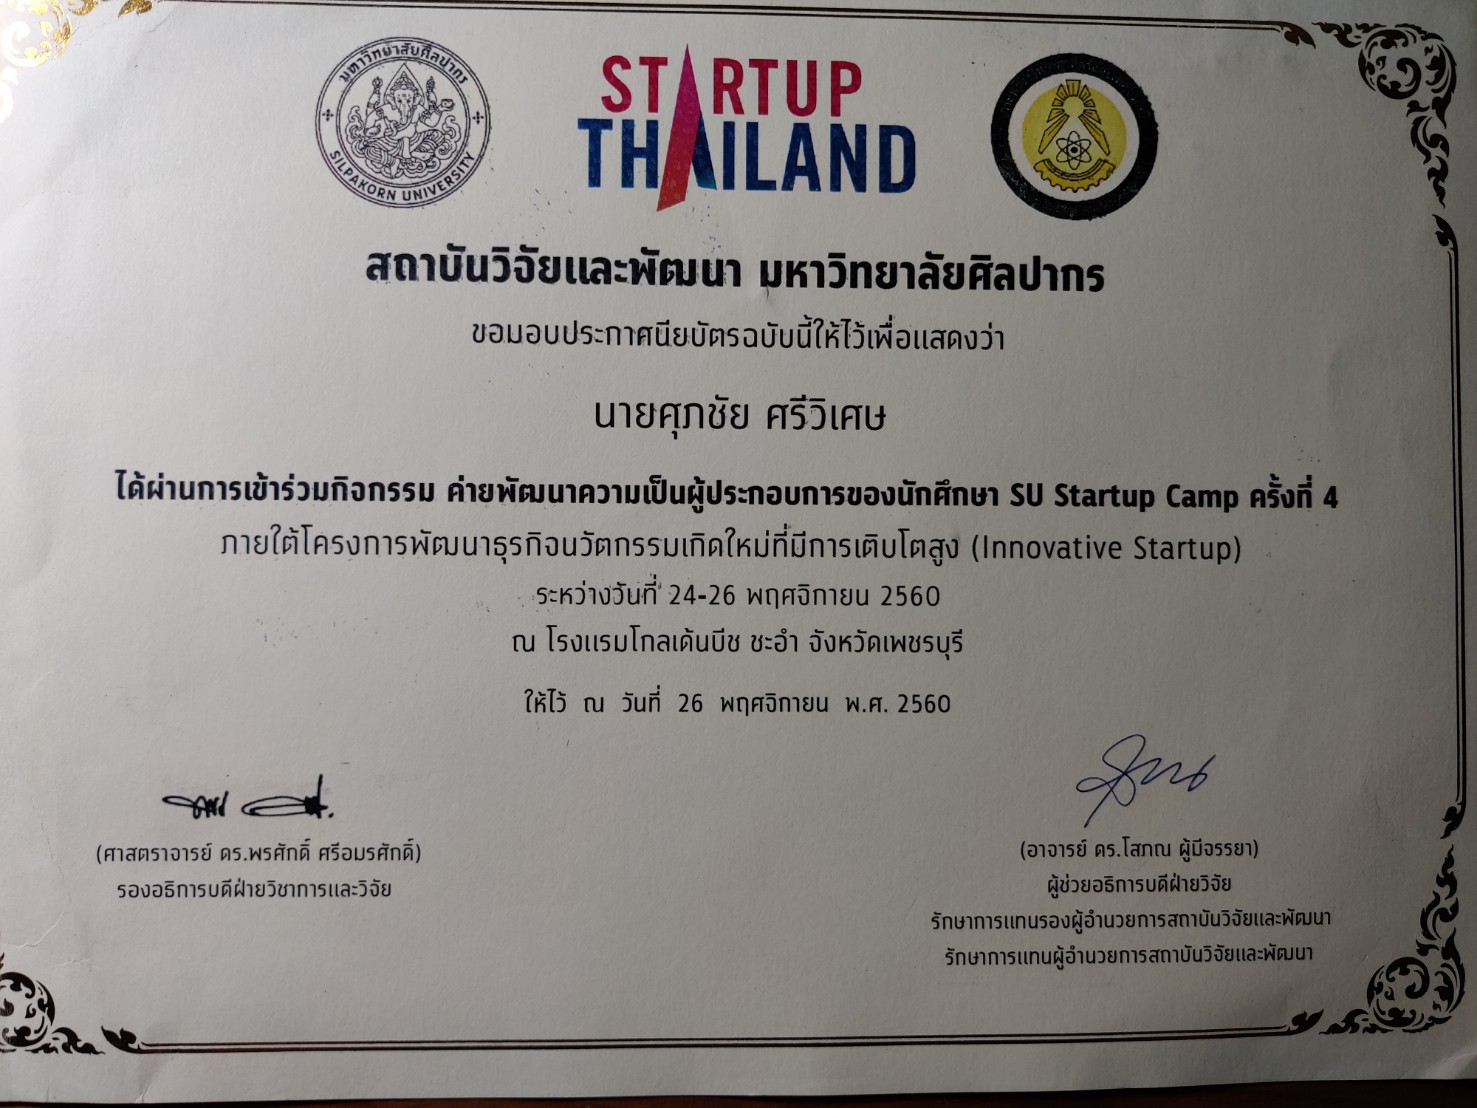 มหาวิทยาลัยศิลปากร
SILPAKORN UNIVERSITY
STARTUP
THAILAND
สถาบันวิจัยและพัฒนา มหาวิทยาลัยศิลปากร
ขอมอบประกาศนียบัตรฉบับนี้ให้ไว้เพื่อแสดงว่า
นายศุภชัย ศรีวิเศษ
ได้ผ่านการเข้าร่วมกิจกรรม ค่ายพัฒนาความเป็นผู้ประกอบการของนักศึกษา SU Startup Camp ครั้งที่ 4
ภายใต้โครงการพัฒนาธุรกิจนวัตกรรมเกิดใหม่ที่มีการเติบโตสูง (Innovative Startup)
ระหว่างวันที่ 24-26 พฤศจิกายน 2560
ณ โรงแรมโกลเด้นบีช ชะอำ จังหวัดเพชรบุรี
ให้ไว้ ณ วันที่ 26 พฤศจิกายน พ.ศ. 2560
(ศาสตราจารย์ ดร.พรศักดิ์ ศรีอมรศักดิ์)
รองอธิการบดีฝ่ายวิชาการและวิจัย
(อาจารย์ ดร.โสภณ ผู้มีจรรยา)
ผู้ช่วยอธิการบดีฝ่ายวิจัย
รักษาการแทนรองผู้อำนวยการสถาบันวิจัยและพัฒนา
รักษาการแทนผู้อำนวยการสถาบันวิจัยและพัฒนา